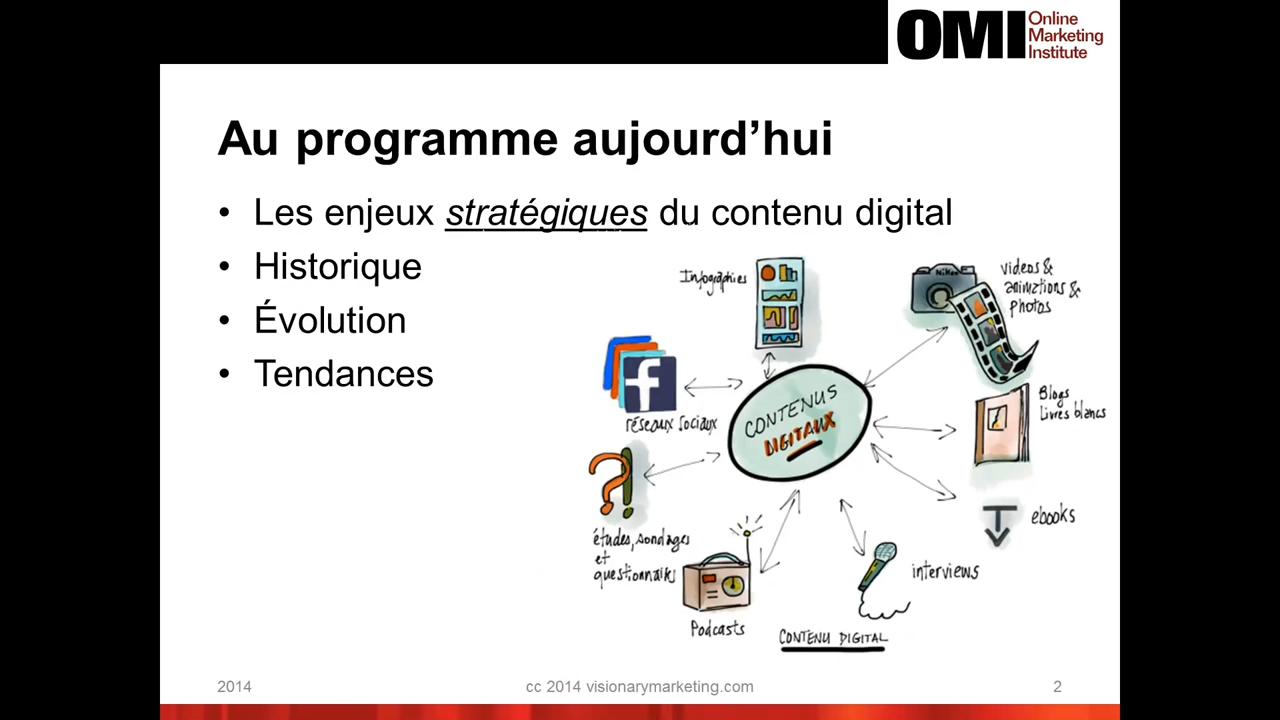 OMI Online
Marketing
Institute
Au programme aujourd’hui
• Les enjeux stratégiques du contenu digital
• Historique
• Évolution
• Tendances
Infographies
Nikon
vidéos &
animations &
photos
f
réseaux sociaux
CONTENUS
DIGITAUX
Blogs
Livres blancs
études, sondages
et
questionnaires
ebooks
interviews
Podcasts
CONTENU DIGITAL
2014
cc 2014 visionarymarketing.com
2